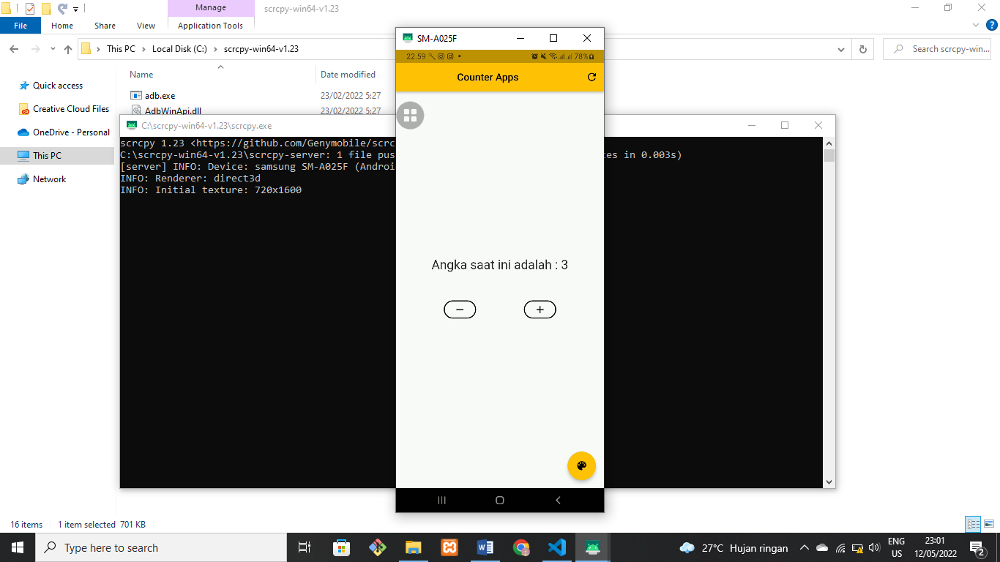 Manage
scrcpy-win64-v1.23
File
Home
Share
View
Application Tools
This PC
Local Disk (C:)
scrcpy-win64-v1.23
Search scrcpy-win...
Quick access
Creative Cloud Files
OneDrive - Personal
This PC
Network
Name
Date modified
adb.exe
23/02/2022 5:27
AdbWinApi.dll
23/02/2022 5:27
C:\scrcpy-win64-v1.23\scrcpy.exe
scrcpy 1.23 <https://github.com/Genymobile/scrc
C:\scrcpy-win64-v1.23\scrcpy-server: 1 file pus
es in 0.003s)
[server] INFO: Device: samsung SM-A025F (Androi
INFO: Renderer: direct3d
INFO: Initial texture: 720x1600
SM-A025F
22.59
78%
Counter Apps
Angka saat ini adalah : 3
−
+
16 items
1 item selected 701 KB
Type here to search
27°C Hujan ringan
ENG
US
23:01
12/05/2022
2